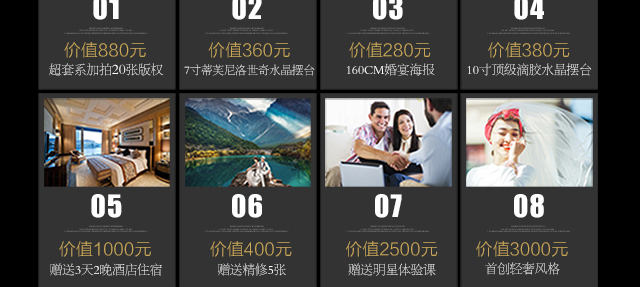 01 02 03 04
价值880元 价值360元 价值280元 价值380元
超套系加拍20张版权 7寸蒂芙尼洛世奇水晶摆台 160CM婚宴海报 10寸顶级滴胶水晶摆台
05 06 07 08
价值1000元 价值400元 价值2500元 价值3000元
赠送3天2晚酒店住宿 赠送精修5张 赠送明星体验课 首创轻奢风格